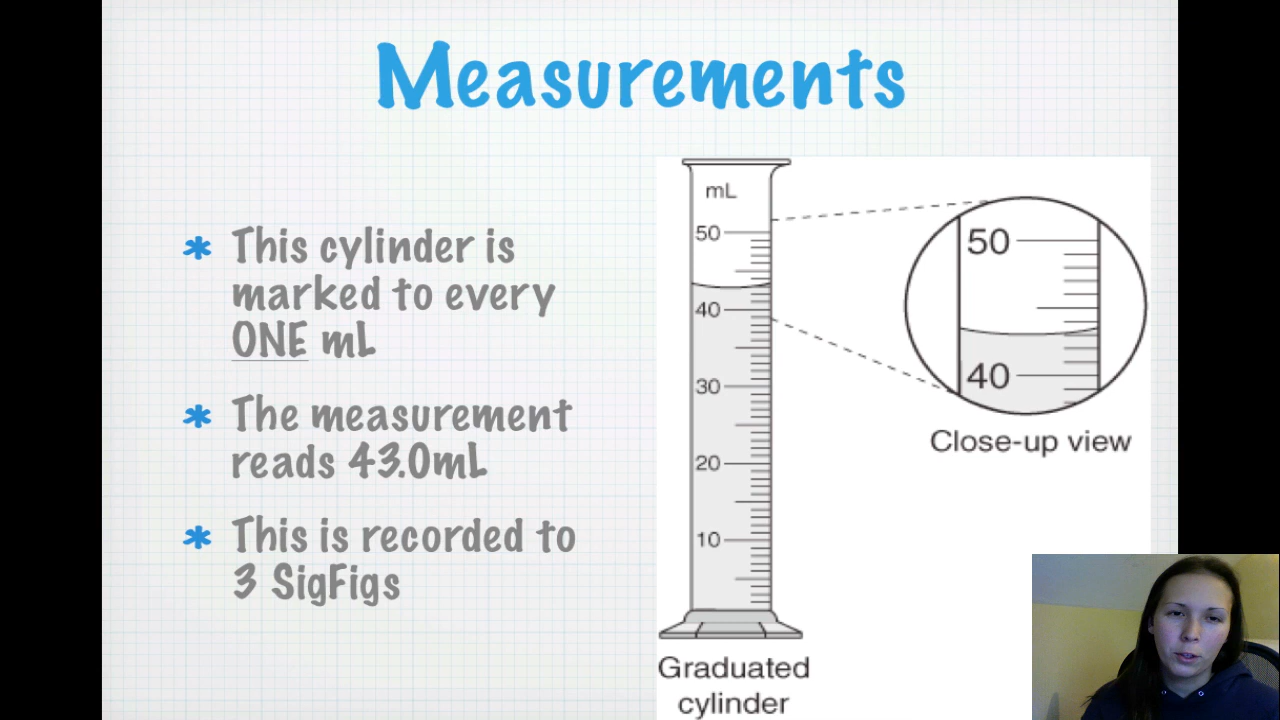 Measurements
* This cylinder is
marked to every
ONE mL
* The measurement
reads 43.0mL
* This is recorded to
3 SigFigs
mL
50
40
30
20
10
Graduated
cylinder
50
40
Close-up view